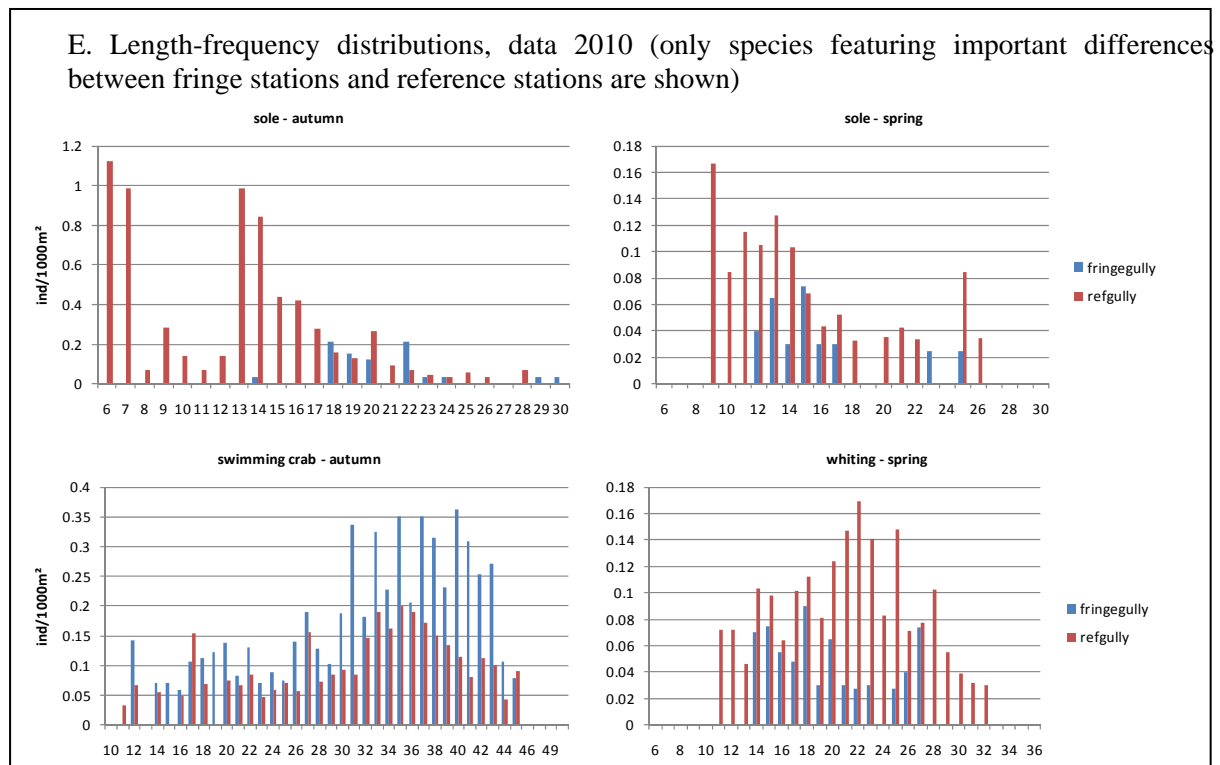 E. Length-frequency distributions, data 2010 (only species featuring important differences
between fringe stations and reference stations are shown)
sole - autumn
ind/1000m²
1.2
1
0.8
0.6
0.4
0.2
0
6 7 8 9 10 11 12 13 14 15 16 17 18 19 20 21 22 23 24 25 26 27 28 29 30
sole - spring
0.18
0.16
0.14
0.12
0.1
0.08
0.06
0.04
0.02
0
6 8 10 12 14 16 18 20 22 24 26 28 30
fringegully
refgully
swimming crab - autumn
ind/1000m²
0.4
0.35
0.3
0.25
0.2
0.15
0.1
0.05
0
10 12 14 16 18 20 22 24 26 28 30 32 34 36 38 40 42 44 46 49
whiting - spring
0.18
0.16
0.14
0.12
0.1
0.08
0.06
0.04
0.02
0
6 8 10 12 14 16 18 20 22 24 26 28 30 32 34 36
fringegully
refgully